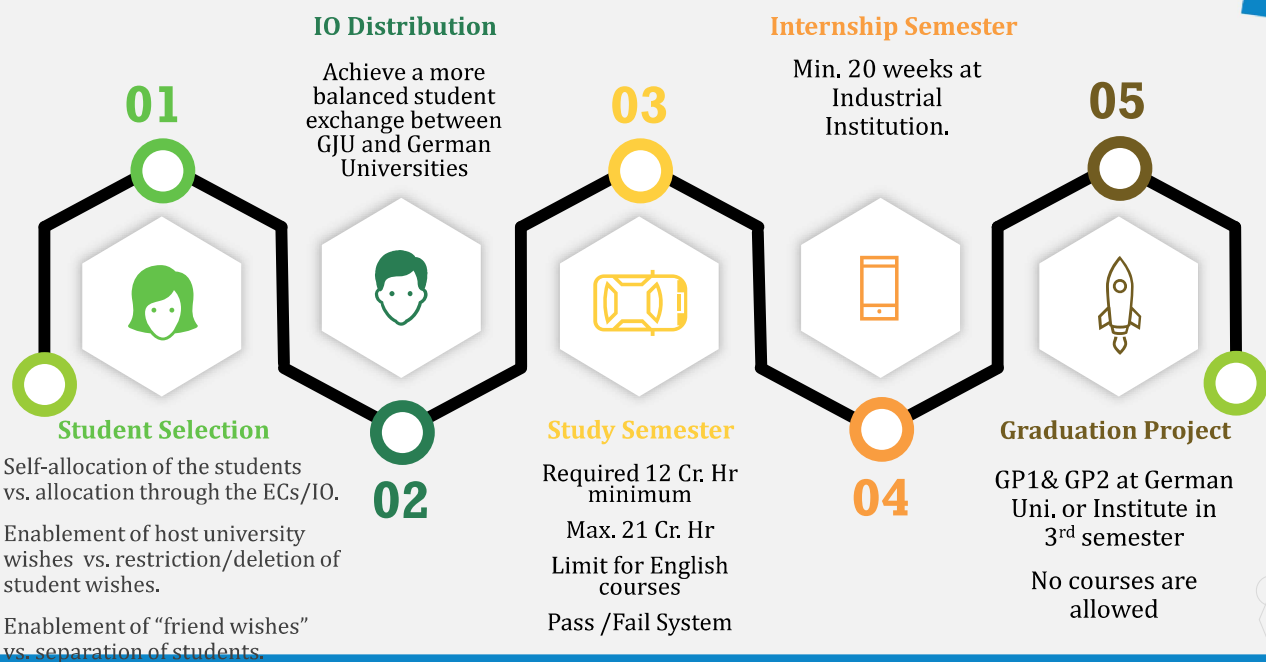 01
Student Selection
Self-allocation of the students
vs. allocation through the ECs/IO.
Enablement of host university
wishes vs. restriction/deletion of
student wishes.
Enablement of “friend wishes”
vs. separation of students.
IO Distribution
Achieve a more
balanced student
exchange between
GJU and German
Universities
02
03
Study Semester
Required 12 Cr. Hr
minimum
Max. 21 Cr. Hr
Limit for English
courses
Pass /Fail System
Internship Semester
Min. 20 weeks at
Industrial
Institution.
04
05
Graduation Project
GP1& GP2 at German
Uni. or Institute in
3rd semester
No courses are
allowed